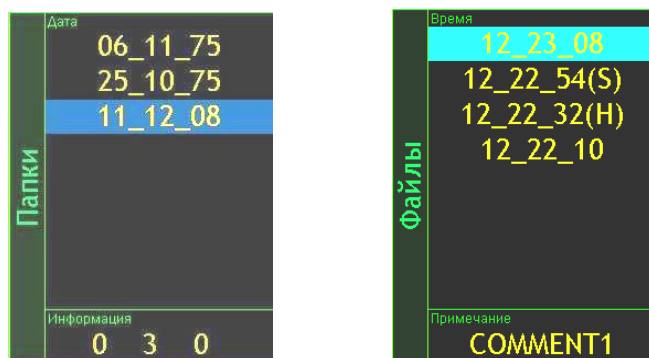 Дата
06_11_75
25_10_75
11_12_08
Папки
Информация
0 3 0
Время
12_23_08
12_22_54(S)
12_22_32(H)
12_22_10
Файлы
Примечание
COMMENT1